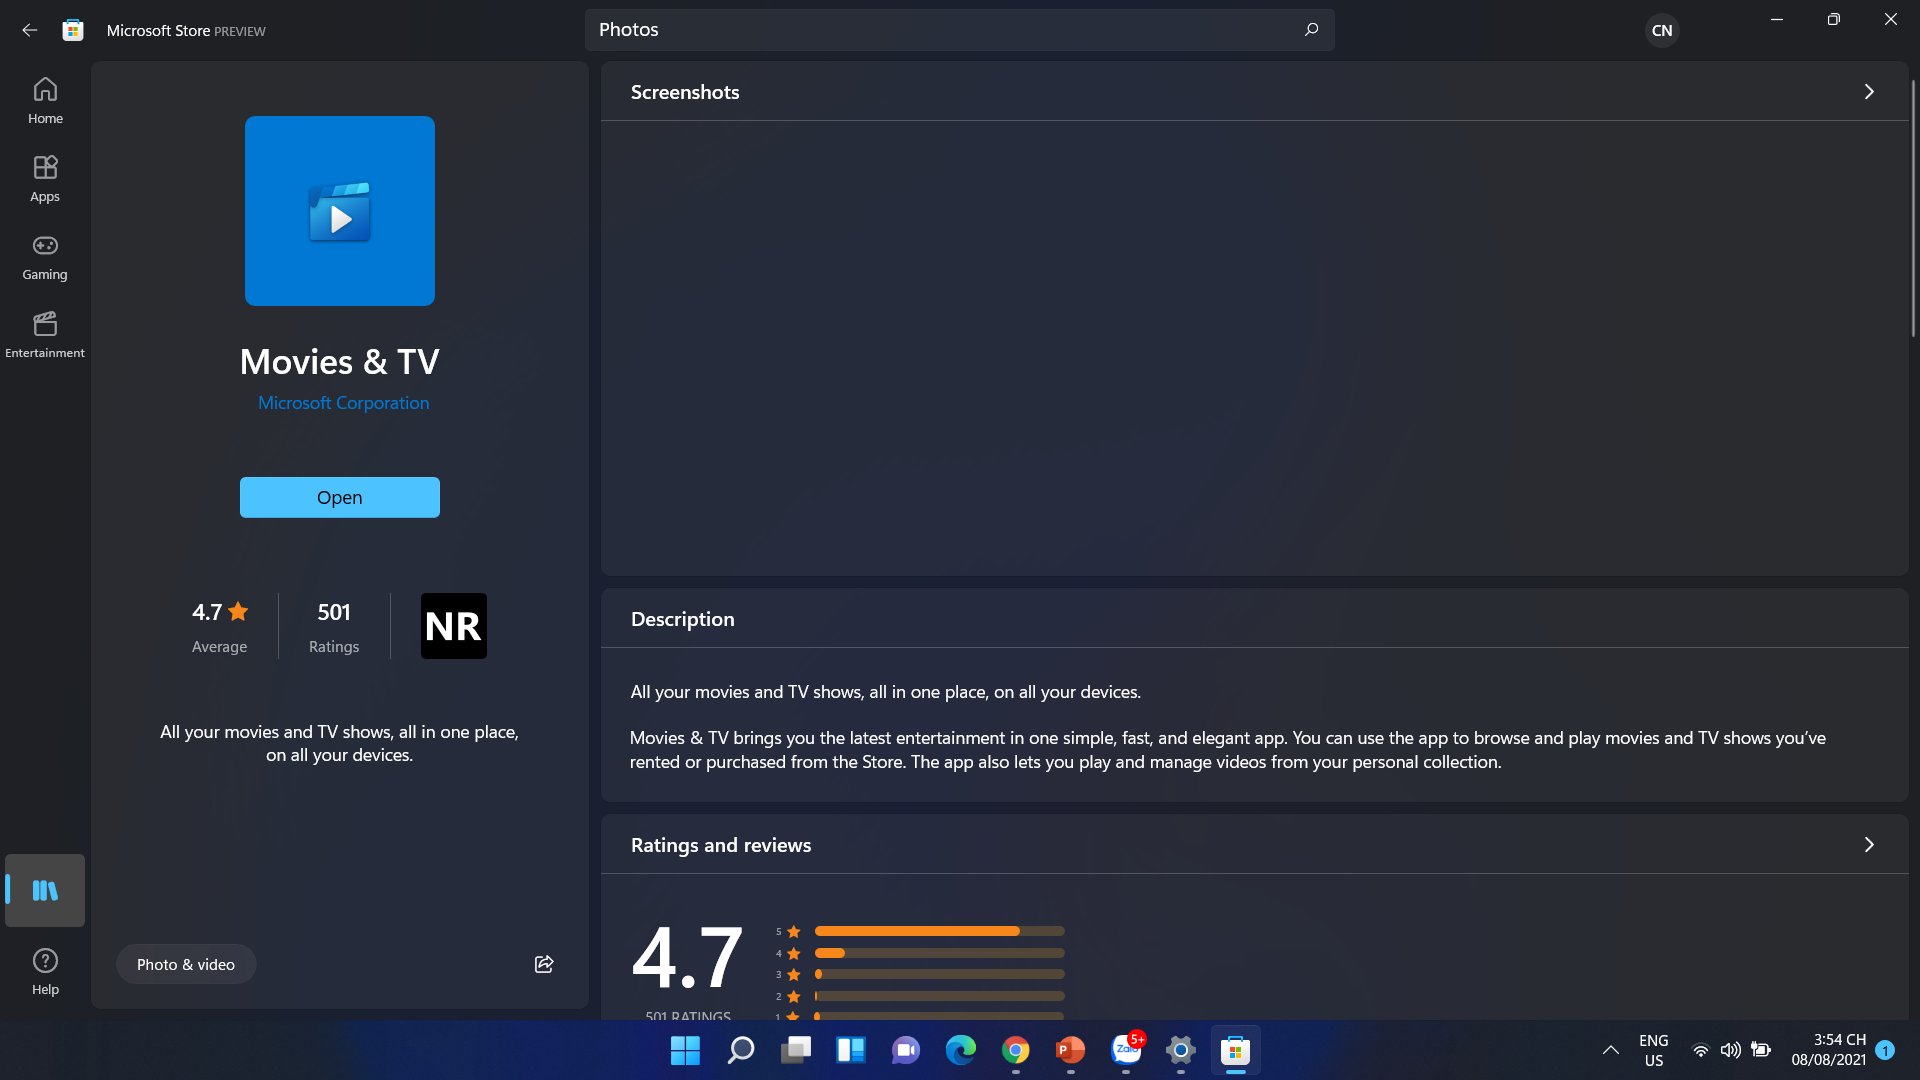 Microsoft Store PREVIEW
Photos
CN
Home
Apps
Gaming
Entertainment
Help
Movies & TV
Microsoft Corporation
Open
4.7
Average
501
Ratings
NR
All your movies and TV shows, all in one place,
on all your devices.
Photo & video
Screenshots
Description
All your movies and TV shows, all in one place, on all your devices.
Movies & TV brings you the latest entertainment in one simple, fast, and elegant app. You can use the app to browse and play movies and TV shows you’ve
rented or purchased from the Store. The app also lets you play and manage videos from your personal collection.
Ratings and reviews
4.7
501 RATINGS
5
4
3
2
1
P
Zalo
5+
ENG
US
3:54 CH
08/08/2021
1